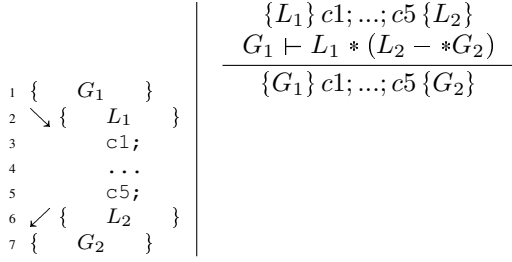 1 { G₁ }
2 ↘ { L₁ }
3 c1;
4 ...
5 c5;
6 ↙ { L₂ }
7 { G₂ }
{L₁} c1; ...; c5 {L₂}
G₁ ⊢ L₁ * (L₂ − *G₂)
{G₁} c1; ...; c5 {G₂}